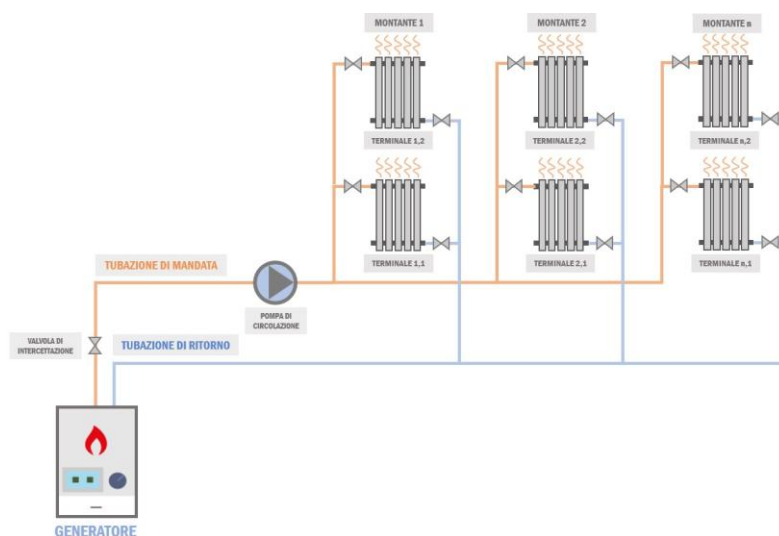 MONTANTE 1
MONTANTE 2
MONTANTE n
TERMINALE 1,2
TERMINALE 2,2
TERMINALE n,2
TERMINALE 1,1
TERMINALE 2,1
TERMINALE n,1
TUBAZIONE DI MANDATA
POMPA DI
CIRCOLAZIONE
VALVOLA DI
INTERCETTAZIONE
TUBAZIONE DI RITORNO
GENERATORE